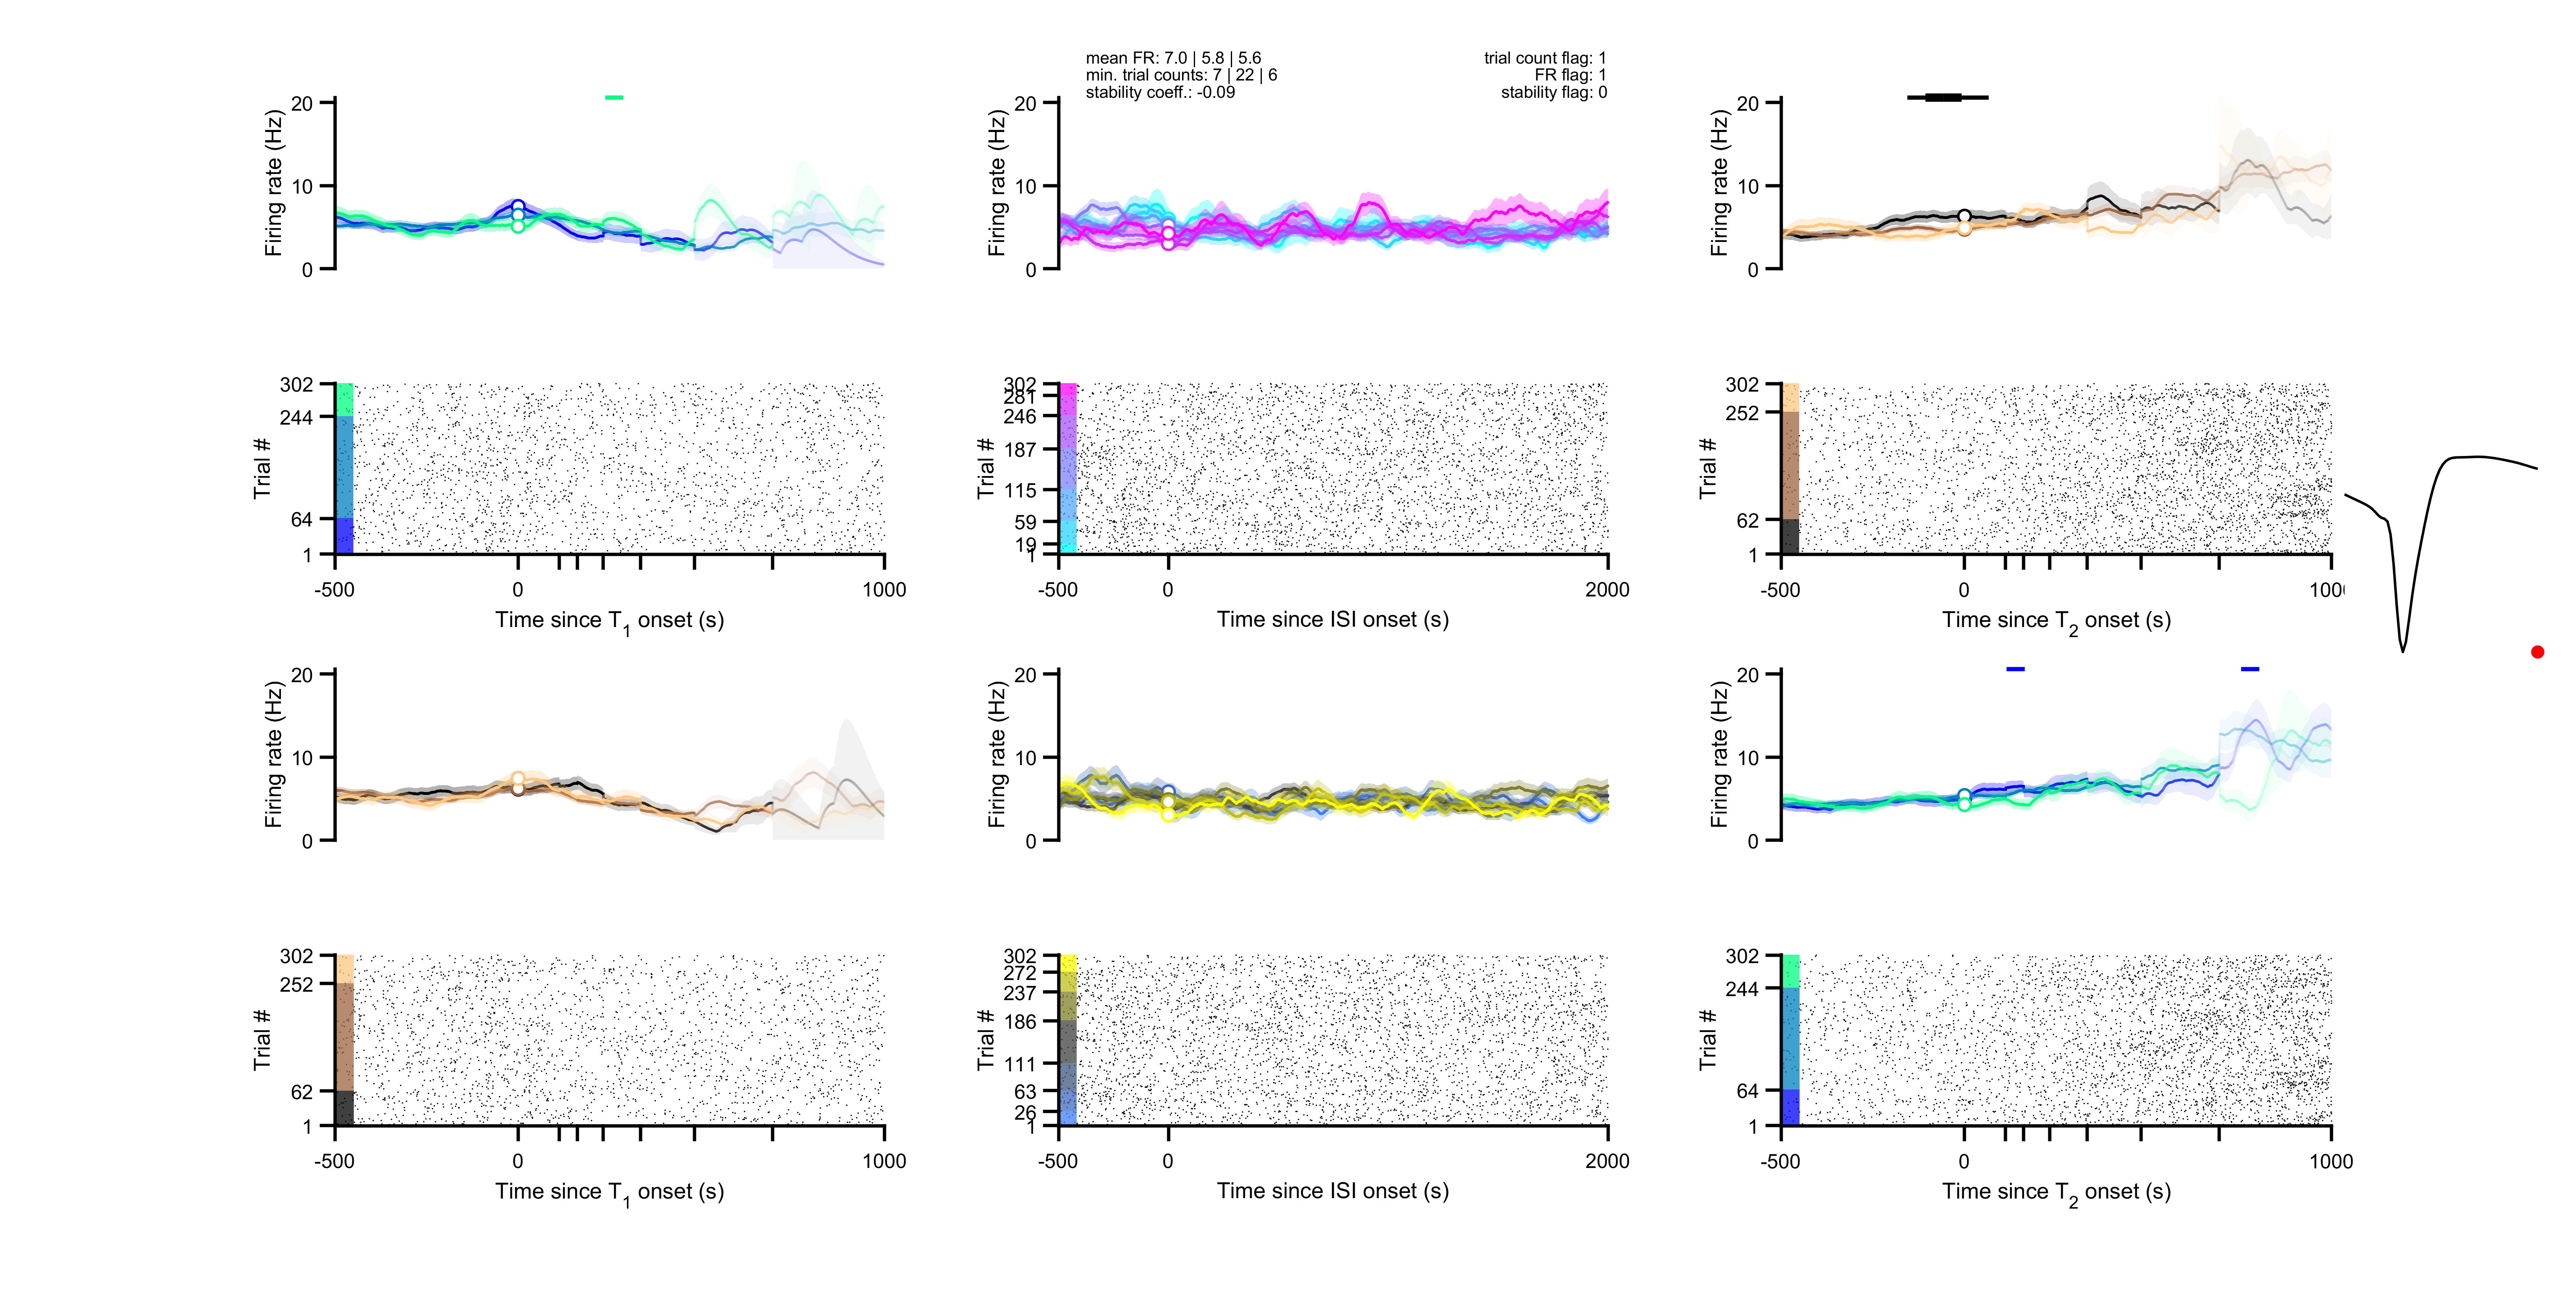 mean FR: 7.0 | 5.8 | 5.6
min. trial counts: 7 | 22 | 6
stability coeff.: -0.09
trial count flag: 1
FR flag: 1
stability flag: 0
20
10
0
Firing rate (Hz)
20
10
0
Firing rate (Hz)
20
10
0
Firing rate (Hz)
302
244
64
1
Trial #
-500
0
1000
Time since T1 onset (s)
302
281
246
187
115
59
19
1
Trial #
-500
0
2000
Time since ISI onset (s)
302
252
62
1
Trial #
-500
0
1000
Time since T2 onset (s)
20
10
0
Firing rate (Hz)
20
10
0
Firing rate (Hz)
20
10
0
Firing rate (Hz)
302
252
62
1
Trial #
-500
0
1000
Time since T1 onset (s)
302
272
237
186
111
63
26
1
Trial #
-500
0
2000
Time since ISI onset (s)
302
244
64
1
Trial #
-500
0
1000
Time since T2 onset (s)